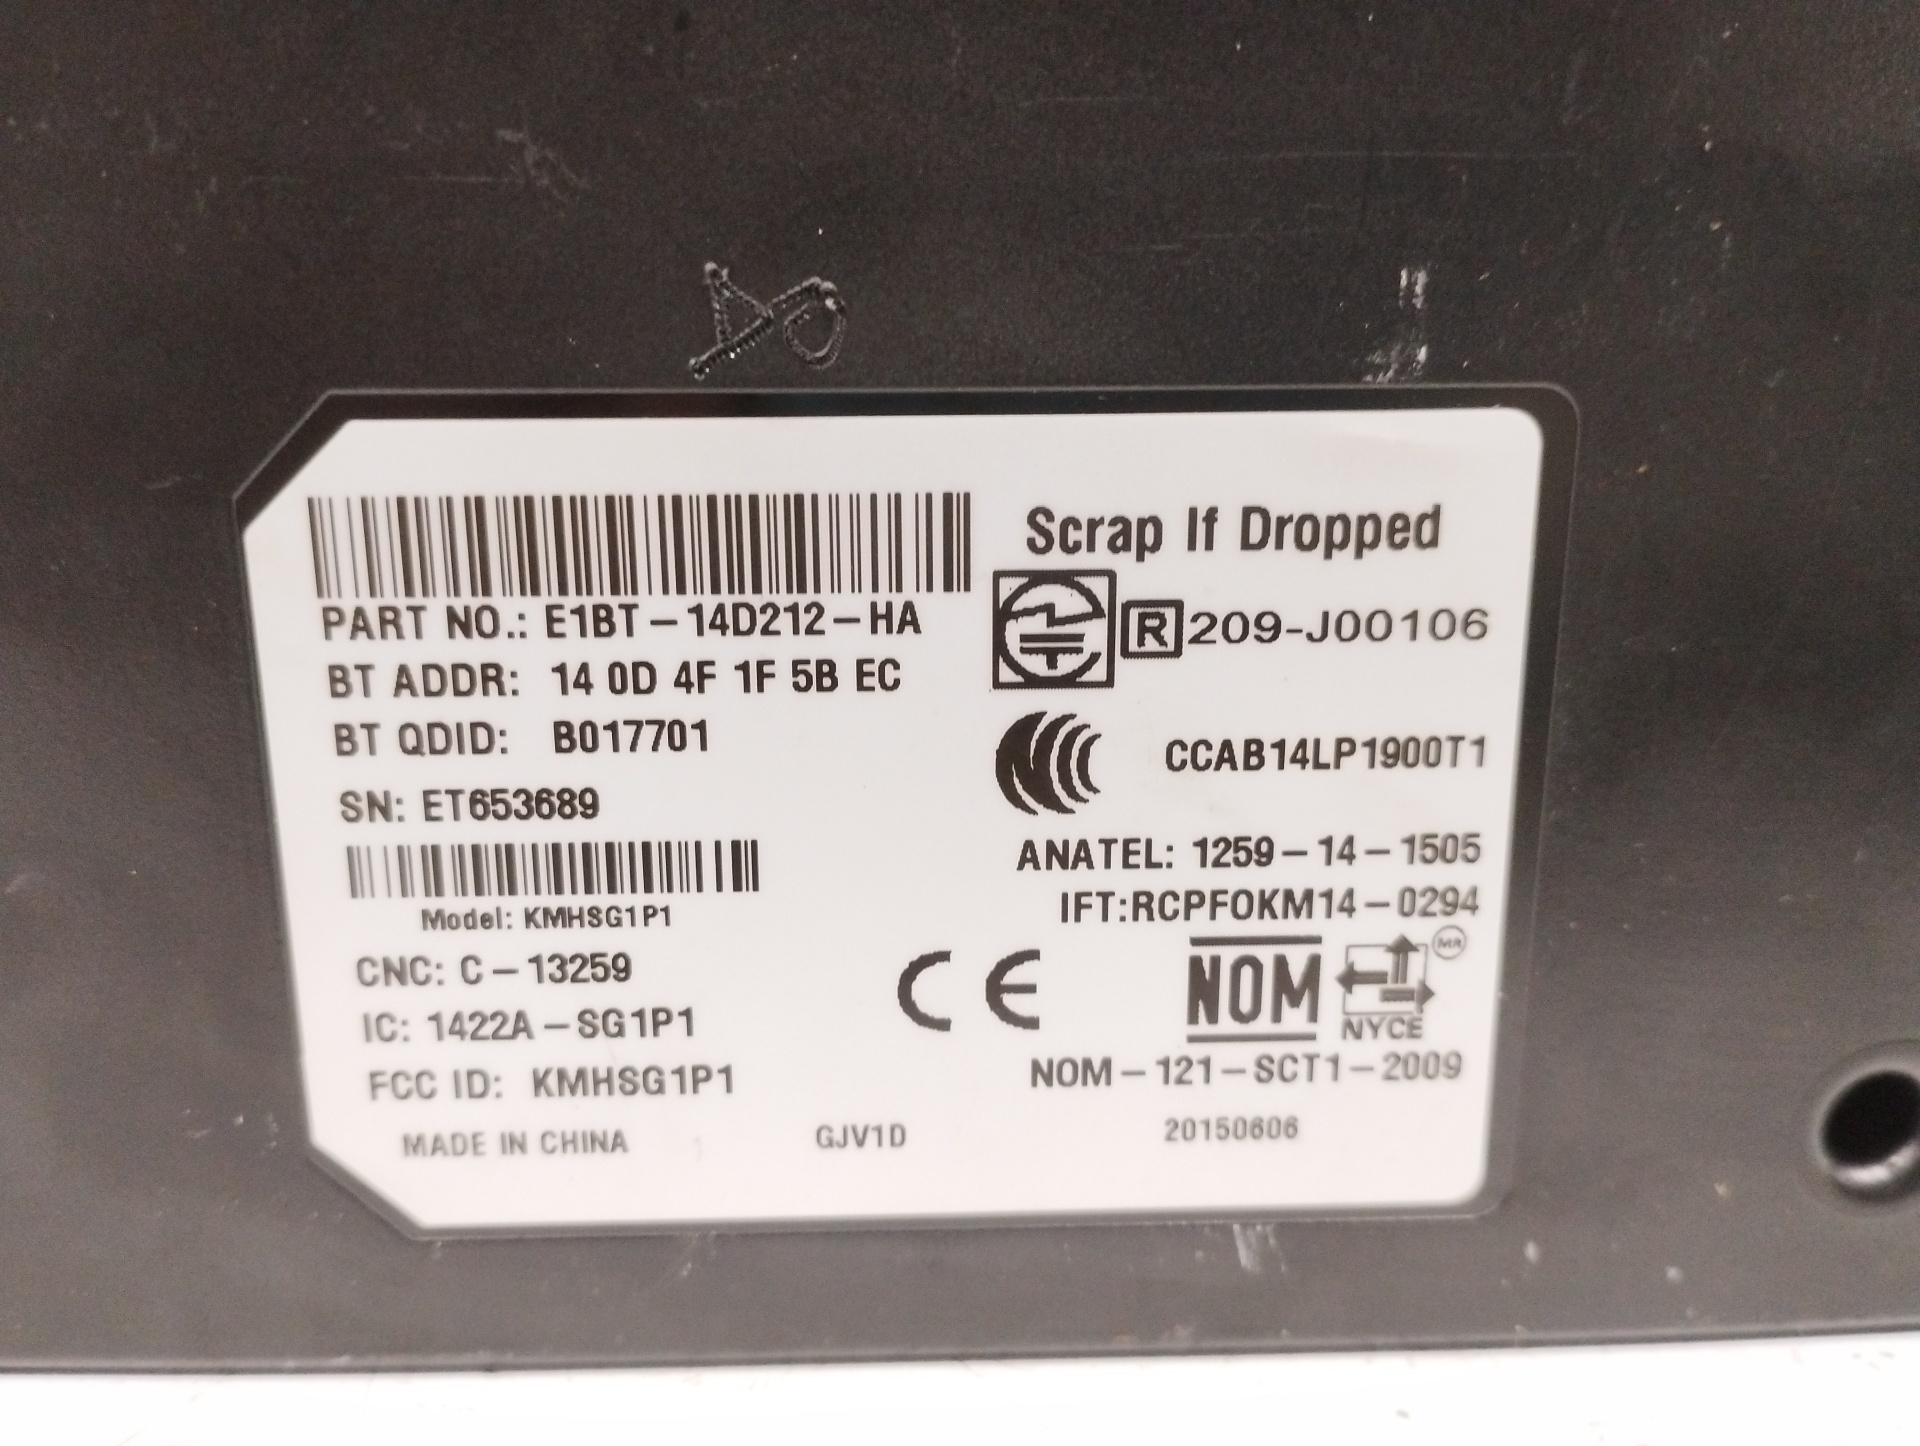 Scrap If Dropped
PART NO.: E1BT-14D212-HA
R 209-J00106
BT ADDR: 14 0D 4F 1F 5B EC
BT QDID: B017701
CCAB14LP1900T1
SN: ET653689
ANATEL: 1259-14-1505
IFT:RCPFOKM14-0294
Model: KMHSG1P1
CNC: C-13259
CE
NOM
MR
NYCE
IC: 1422A-SG1P1
FCC ID: KMHSG1P1
NOM-121-SCT1-2009
MADE IN CHINA
GJV1D
20150606